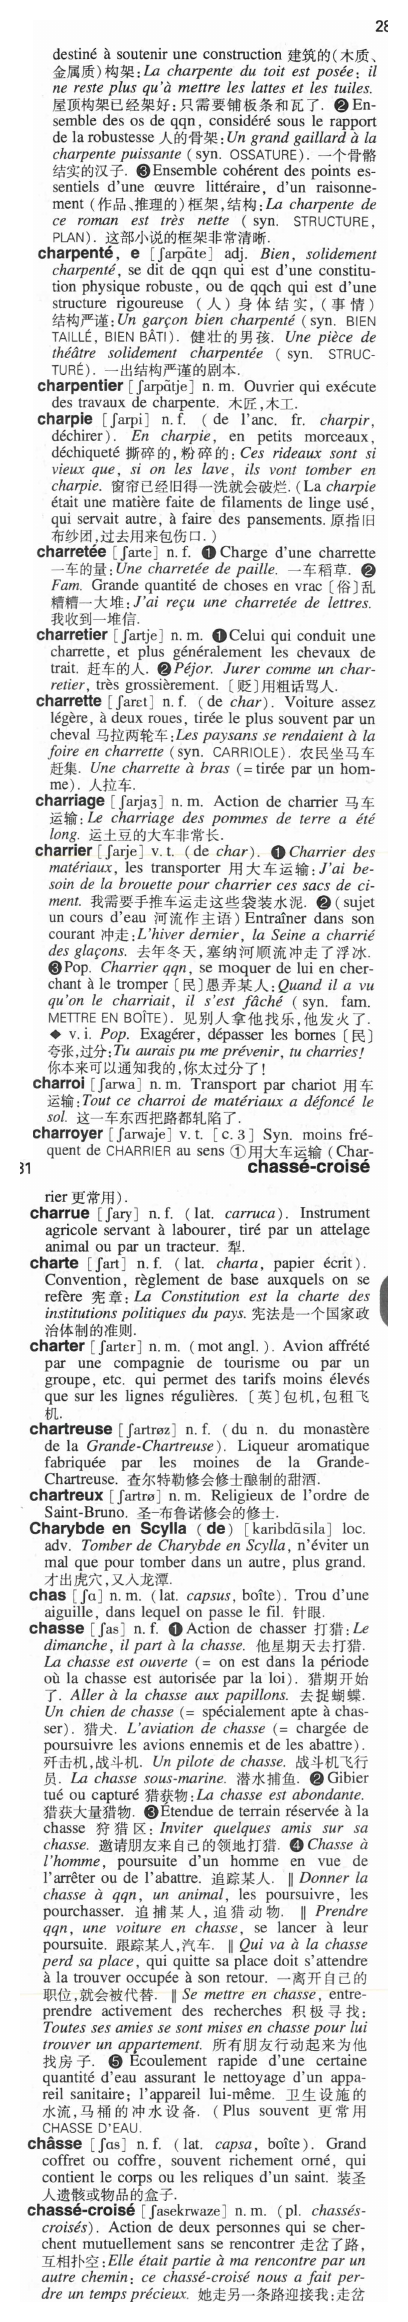 28
destiné à soutenir une construction 建筑的(木质、
金属质)构架:La charpente du toit est posée; il
ne reste plus qu'à mettre les lattes et les tuiles.
屋顶构架已经架好:只需要铺板条和瓦了. ❷En-
semble des os de qqn, considéré sous le rapport
de la robustesse 人的骨架:Un grand gaillard à la
charpente puissante (syn. OSSATURE). 一个骨骼
结实的汉子. ❸Ensemble cohérent des points es-
sentiels d'une œuvre littéraire, d'un raisonne-
ment (作品、推理的)框架,结构:La charpente de
ce roman est très nette (syn. STRUCTURE,
PLAN). 这部小说的框架非常清晰.
charpenté, e [ʃarpɑ̃te] adj. Bien, solidement
charpenté, se dit de qqn qui est d'une constitu-
tion physique robuste, ou de qqch qui est d'une
structure rigoureuse (人)身体结实,(事情)
结构严谨:Un garçon bien charpenté (syn. BIEN
TAILLÉ, BIEN BÂTI). 健壮的男孩. Une pièce de
théâtre solidement charpentée (syn. STRUC-
TURÉ). 一出结构严谨的剧本.
charpentier [ʃarpɑ̃tje] n. m. Ouvrier qui exécute
des travaux de charpente. 木匠,木工.
charpie [ʃarpi] n. f. (de l'anc. fr. charpir,
déchirer). En charpie, en petits morceaux,
déchiqueté 撕碎的,粉碎的:Ces rideaux sont si
vieux que, si on les lave, ils vont tomber en
charpie. 窗帘已经旧得一洗就会破烂. (La charpie
était une matière faite de filaments de linge usé,
qui servait autre, à faire des pansements. 原指旧
布纱团,过去用来包伤口.)
charretée [ʃarte] n. f. ❶Charge d'une charrette
一车的量:Une charretée de paille. 一车稻草. ❷
Fam. Grande quantité de choses en vrac〔俗〕乱
糟糟一大堆:J'ai reçu une charretée de lettres.
我收到一堆信.
charretier [ʃartje] n. m. ❶Celui qui conduit une
charrette, et plus généralement les chevaux de
trait. 赶车的人. ❷Péjor. Jurer comme un char-
retier, très grossièrement.〔贬〕用粗话骂人.
charrette [ʃarɛt] n. f. (de char). Voiture assez
légère, à deux roues, tirée le plus souvent par un
cheval 马拉两轮车:Les paysans se rendaient à la
foire en charrette (syn. CARRIOLE). 农民坐马车
赶集. Une charrette à bras (=tirée par un hom-
me). 人拉车.
charriage [ʃarjaʒ] n. m. Action de charrier 马车
运输:Le charriage des pommes de terre a été
long. 运土豆的大车非常长.
charrier [ʃarje] v. t. (de char). ❶Charrier des
matériaux, les transporter 用大车运输:J'ai be-
soin de la brouette pour charrier ces sacs de ci-
ment. 我需要手推车运走这些袋装水泥. ❷(sujet
un cours d'eau 河流作主语)Entraîner dans son
courant 冲走:L'hiver dernier, la Seine a charrié
des glaçons. 去年冬天,塞纳河顺流冲走了浮冰.
❸Pop. Charrier qqn, se moquer de lui en cher-
chant à le tromper〔民〕愚弄某人:Quand il a vu
qu'on le charriait, il s'est fâché (syn. fam.
METTRE EN BOÎTE). 见别人拿他找乐,他发火了.
◆ v. i. Pop. Exagérer, dépasser les bornes〔民〕
夸张,过分:Tu aurais pu me prévenir, tu charries!
你本来可以通知我的,你太过分了!
charroi [ʃarwa] n. m. Transport par chariot 用车
运输:Tout ce charroi de matériaux a défoncé le
sol. 这一车东西把路都轧陷了.
charroyer [ʃarwaje] v. t. [c. 3] Syn. moins fré-
quent de CHARRIER au sens ①用大车运输(Char-
31 chassé-croisé
rier 更常用).
charrue [ʃary] n. f. (lat. carruca). Instrument
agricole servant à labourer, tiré par un attelage
animal ou par un tracteur. 犁.
charte [ʃart] n. f. (lat. charta, papier écrit).
Convention, règlement de base auxquels on se
refère 宪章:La Constitution est la charte des
institutions politiques du pays. 宪法是一个国家政
治体制的准则.
charter [ʃartɛr] n. m. (mot angl.). Avion affrété
par une compagnie de tourisme ou par un
groupe, etc. qui permet des tarifs moins élevés
que sur les lignes régulières.〔英〕包机,包租飞
机.
chartreuse [ʃartrøz] n. f. (du n. du monastère
de la Grande-Chartreuse). Liqueur aromatique
fabriquée par les moines de la Grande-
Chartreuse. 查尔特勒修会修士酿制的甜酒.
chartreux [ʃartrø] n. m. Religieux de l'ordre de
Saint-Bruno. 圣—布鲁诺修会的修士.
Charybde en Scylla (de) [karibdɑ̃sila] loc.
adv. Tomber de Charybde en Scylla, n'éviter un
mal que pour tomber dans un autre, plus grand.
才出虎穴,又入龙潭.
chas [ʃɑ] n. m. (lat. capsus, boîte). Trou d'une
aiguille, dans lequel on passe le fil. 针眼.
chasse [ʃas] n. f. ❶Action de chasser 打猎:Le
dimanche, il part à la chasse. 他星期天去打猎.
La chasse est ouverte (= on est dans la période
où la chasse est autorisée par la loi). 猎期开始
了. Aller à la chasse aux papillons. 去捉蝴蝶.
Un chien de chasse (= spécialement apte à chas-
ser). 猎犬. L'aviation de chasse (= chargée de
poursuivre les avions ennemis et de les abattre).
歼击机,战斗机. Un pilote de chasse. 战斗机飞行
员. La chasse sous-marine. 潜水捕鱼. ❷Gibier
tué ou capturé 猎获物:La chasse est abondante.
猎获大量猎物. ❸Étendue de terrain réservée à la
chasse 狩猎区:Inviter quelques amis sur sa
chasse. 邀请朋友来自己的领地打猎. ❹Chasse à
l'homme, poursuite d'un homme en vue de
l'arrêter ou de l'abattre. 追踪某人. ‖ Donner la
chasse à qqn, un animal, les poursuivre, les
pourchasser. 追捕某人,追猎动物. ‖ Prendre
qqn, une voiture en chasse, se lancer à leur
poursuite. 跟踪某人,汽车. ‖ Qui va à la chasse
perd sa place, qui quitte sa place doit s'attendre
à la trouver occupée à son retour. 一离开自己的
职位,就会被代替. ‖ Se mettre en chasse, entre-
prendre activement des recherches 积极寻找:
Toutes ses amies se sont mises en chasse pour lui
trouver un appartement. 所有朋友行动起来为他
找房子. ❺Écoulement rapide d'une certaine
quantité d'eau assurant le nettoyage d'un appa-
reil sanitaire; l'appareil lui-même. 卫生设施的
水流,马桶的冲水设备. (Plus souvent 更常用
CHASSE D'EAU.
châsse [ʃɑs] n. f. (lat. capsa, boîte). Grand
coffret ou coffre, souvent richement orné, qui
contient le corps ou les reliques d'un saint. 装圣
人遗骸或物品的盒子.
chassé-croisé [ʃasekrwaze] n. m. (pl. chassés-
croisés). Action de deux personnes qui se cher-
chent mutuellement sans se rencontrer 走岔了路,
互相扑空:Elle était partie à ma rencontre par un
autre chemin; ce chassé-croisé nous a fait per-
dre un temps précieux. 她走另一条路迎接我:走岔